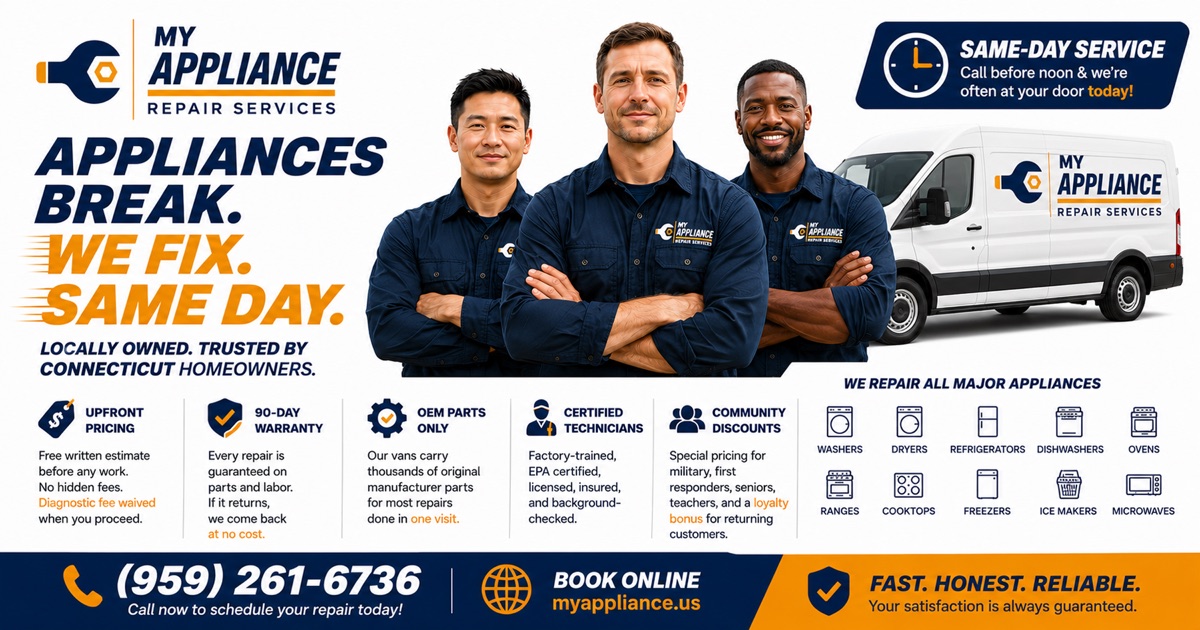 MY
APPLIANCE
REPAIR SERVICES
APPLIANCES
BREAK.
WE FIX.
SAME DAY.
LOCALLY OWNED. TRUSTED BY
CONNECTICUT HOMEOWNERS.
SAME-DAY SERVICE
Call before noon & we're
often at your door today!
MY
APPLIANCE
REPAIR SERVICES
MY
APPLIANCE
REPAIR SERVICES
MY
APPLIANCE
REPAIR SERVICES
UPFRONT
PRICING
Free written estimate
before any work.
No hidden fees.
Diagnostic fee waived
when you proceed.
90-DAY
WARRANTY
Every repair is
guaranteed on
parts and labor.
If it returns,
we come back
at no cost.
OEM PARTS
ONLY
Our vans carry
thousands of original
manufacturer parts
for most repairs
done in one visit.
CERTIFIED
TECHNICIANS
Factory-trained,
EPA certified,
licensed, insured,
and background-
checked.
COMMUNITY
DISCOUNTS
Special pricing for
military, first
responders, seniors,
teachers, and a loyalty
bonus for returning
customers.
WE REPAIR ALL MAJOR APPLIANCES
WASHERS
DRYERS
REFRIGERATORS
DISHWASHERS
OVENS
RANGES
COOKTOPS
FREEZERS
ICE MAKERS
MICROWAVES
(959) 261-6736
Call now to schedule your repair today!
BOOK ONLINE
myappliance.us
FAST. HONEST. RELIABLE.
Your satisfaction is always guaranteed.